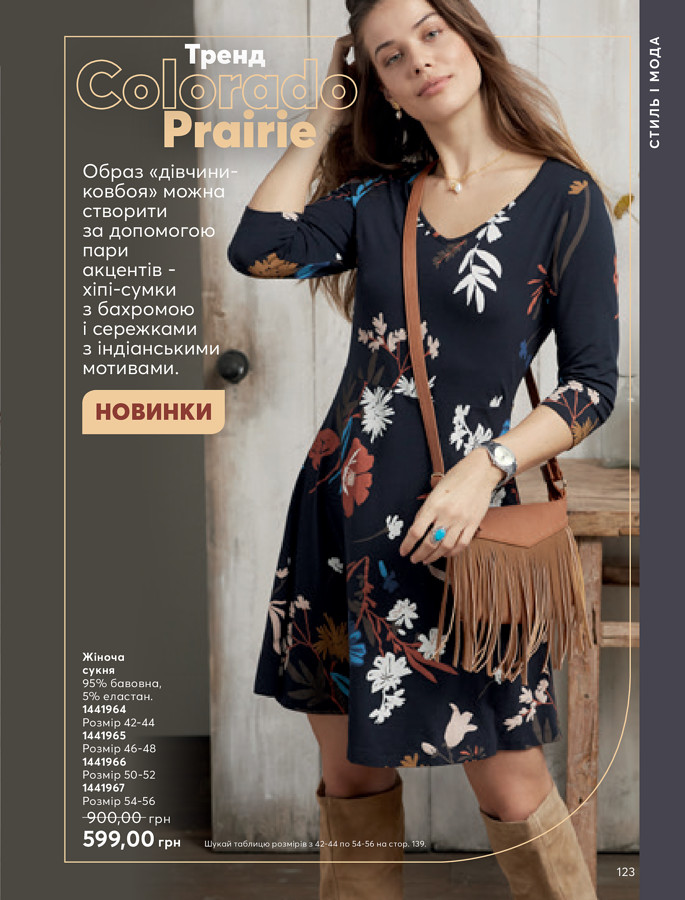 Тренд
Colorado
Prairie
Образ «дівчини-
ковбоя» можна
створити
за допомогою
пари
акцентів -
хіпі-сумки
з бахромою
і сережками
з індіанськими
мотивами.
НОВИНКИ
СТИЛЬ І МОДА
Жіноча
сукня
95% бавовна,
5% еластан.
1441964
Розмір 42-44
1441965
Розмір 46-48
1441966
Розмір 50-52
1441967
Розмір 54-56
900,00 грн
599,00 грн
Шукай таблицю розмірів з 42-44 по 54-56 на стор. 139.
123